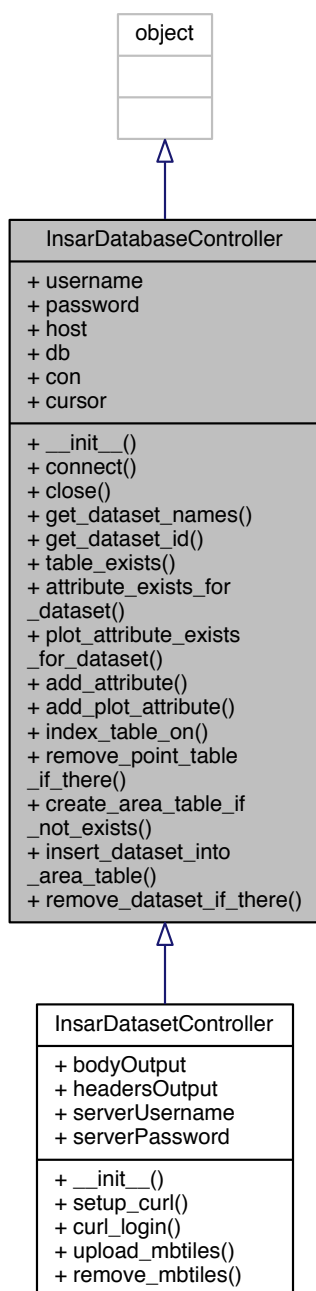 object
InsarDatabaseController
+ username
+ password
+ host
+ db
+ con
+ cursor
+ __init__()
+ connect()
+ close()
+ get_dataset_names()
+ get_dataset_id()
+ table_exists()
+ attribute_exists_for
_dataset()
+ plot_attribute_exists
_for_dataset()
+ add_attribute()
+ add_plot_attribute()
+ index_table_on()
+ remove_point_table
_if_there()
+ create_area_table_if
_not_exists()
+ insert_dataset_into
_area_table()
+ remove_dataset_if_there()
InsarDatasetController
+ bodyOutput
+ headersOutput
+ serverUsername
+ serverPassword
+ __init__()
+ setup_curl()
+ curl_login()
+ upload_mbtiles()
+ remove_mbtiles()